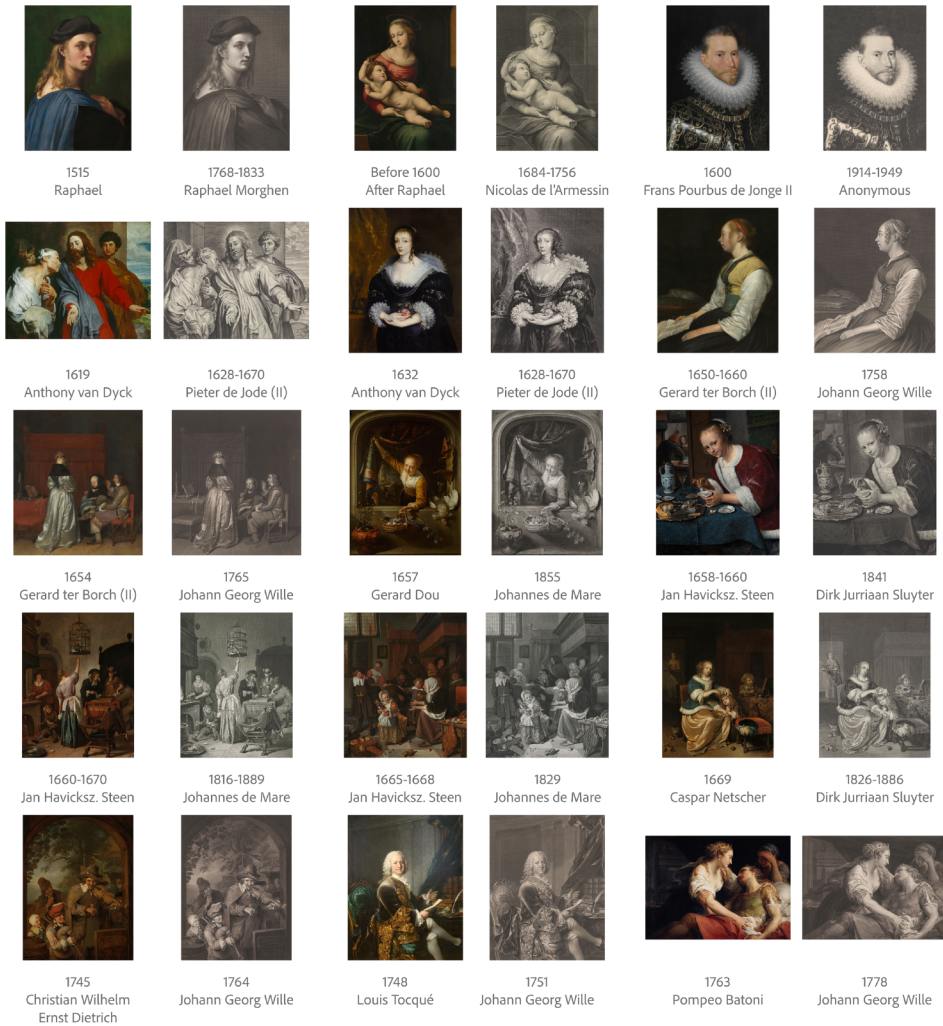 1515
Raphael
1768-1833
Raphael Morghen
Before 1600
After Raphael
1684-1756
Nicolas de l'Armessin
1600
Frans Pourbus de Jonge II
1914-1949
Anonymous
1619
Anthony van Dyck
1628-1670
Pieter de Jode (II)
1632
Anthony van Dyck
1628-1670
Pieter de Jode (II)
1650-1660
Gerard ter Borch (II)
1758
Johann Georg Wille
1654
Gerard ter Borch (II)
1765
Johann Georg Wille
1657
Gerard Dou
1855
Johannes de Mare
1658-1660
Jan Havicksz. Steen
1841
Dirk Jurriaan Sluyter
1660-1670
Jan Havicksz. Steen
1816-1889
Johannes de Mare
1665-1668
Jan Havicksz. Steen
1829
Johannes de Mare
1669
Caspar Netscher
1826-1886
Dirk Jurriaan Sluyter
1745
Christian Wilhelm
Ernst Dietrich
1764
Johann Georg Wille
1748
Louis Tocqué
1751
Johann Georg Wille
1763
Pompeo Batoni
1778
Johann Georg Wille